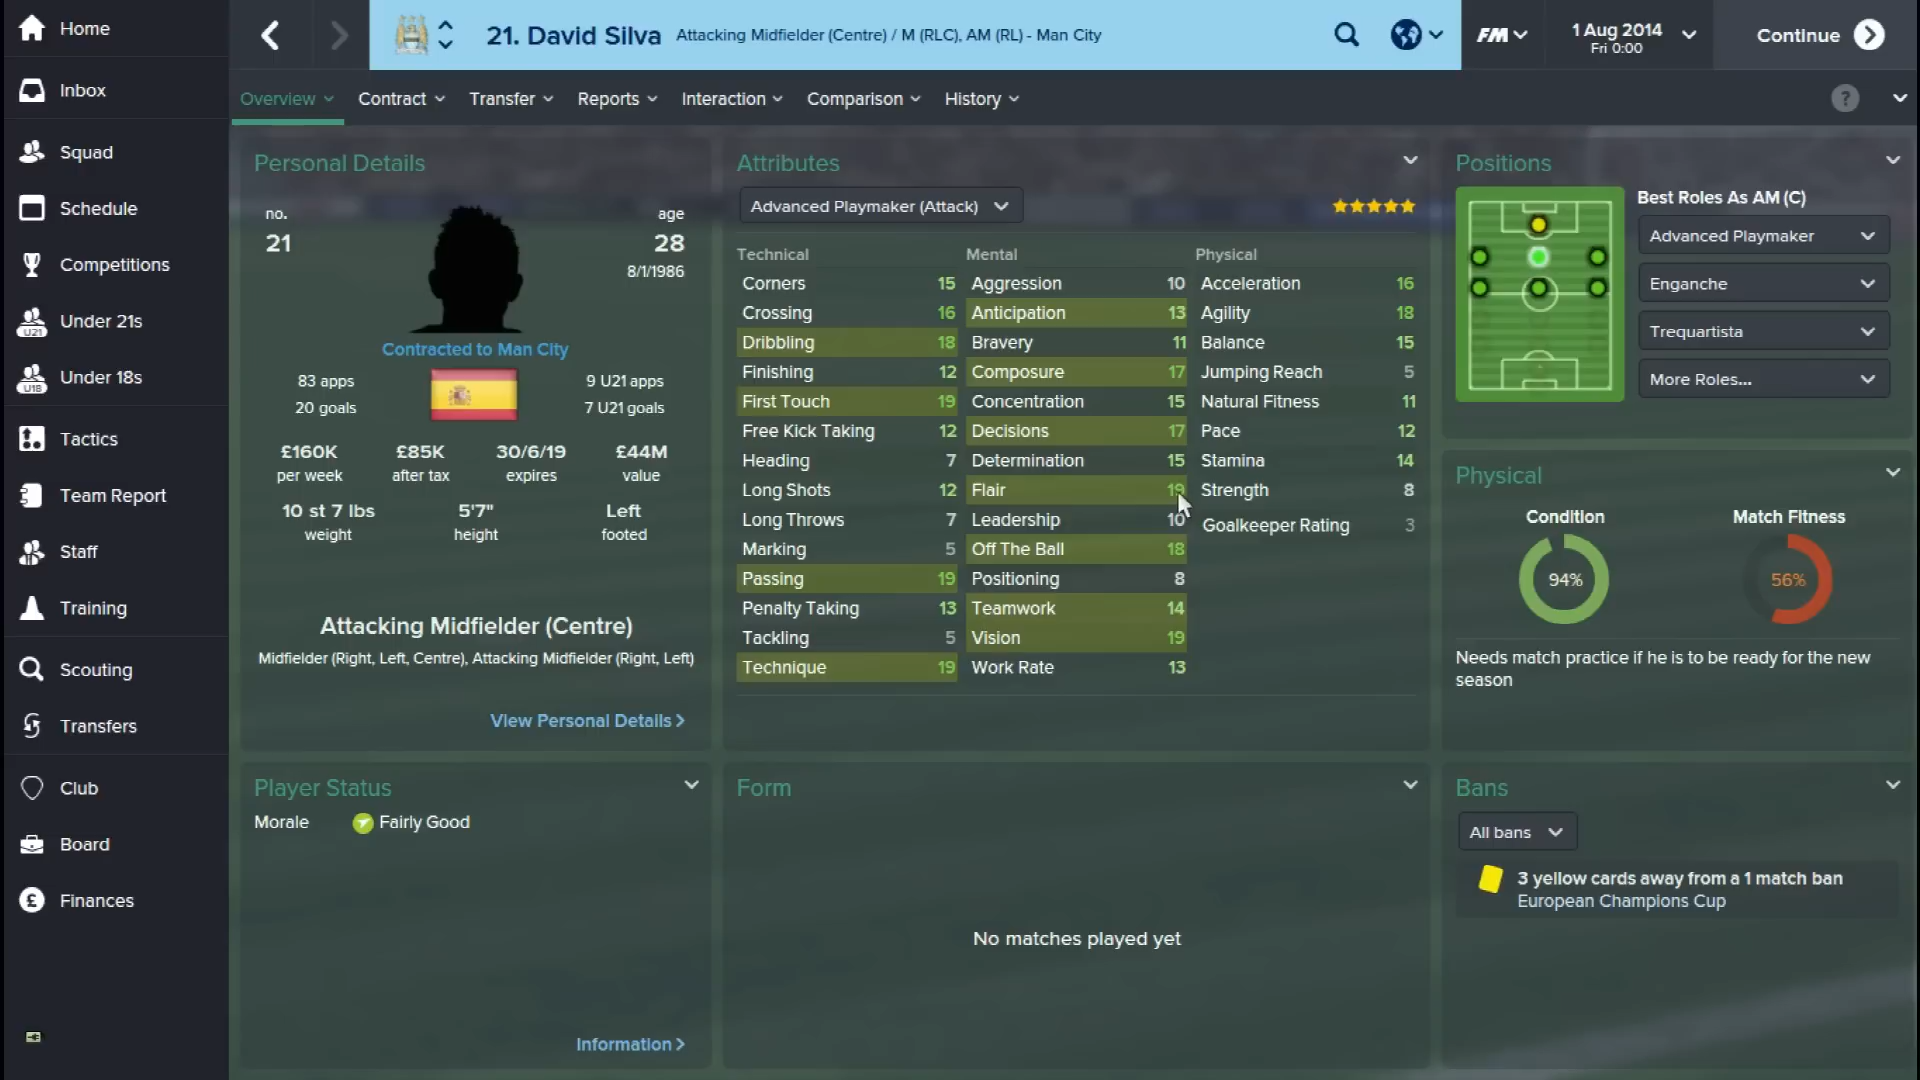 Home
Inbox
Squad
Schedule
Competitions
U21
Under 21s
U18
Under 18s
Tactics
Team Report
Staff
Training
Scouting
Transfers
Club
Board
£
Finances
21. David Silva
Attacking Midfielder (Centre) / M (RLC), AM (RL) - Man City
FM
1 Aug 2014
Fri 0:00
Continue
Overview
Contract
Transfer
Reports
Interaction
Comparison
History
?
Personal Details
no.
21
age
28
8/1/1986
Contracted to Man City
83 apps
20 goals
9 U21 apps
7 U21 goals
£160K
per week
£85K
after tax
30/6/19
expires
£44M
value
10 st 7 lbs
weight
5'7"
height
Left
footed
Attacking Midfielder (Centre)
Midfielder (Right, Left, Centre), Attacking Midfielder (Right, Left)
View Personal Details >
Attributes
Advanced Playmaker (Attack)
Technical
Corners 15
Crossing 16
Dribbling 18
Finishing 12
First Touch 19
Free Kick Taking 12
Heading 7
Long Shots 12
Long Throws 7
Marking 5
Passing 19
Penalty Taking 13
Tackling 5
Technique 19
Mental
Aggression 10
Anticipation 13
Bravery 11
Composure 17
Concentration 15
Decisions 17
Determination 15
Flair 19
Leadership 10
Off The Ball 18
Positioning 8
Teamwork 14
Vision 19
Work Rate 13
Physical
Acceleration 16
Agility 18
Balance 15
Jumping Reach 5
Natural Fitness 11
Pace 12
Stamina 14
Strength 8
Goalkeeper Rating 3
Positions
Best Roles As AM (C)
Advanced Playmaker
Enganche
Trequartista
More Roles...
Physical
Condition
94%
Match Fitness
56%
Needs match practice if he is to be ready for the new
season
Player Status
Morale Fairly Good
Information >
Form
No matches played yet
Bans
All bans
3 yellow cards away from a 1 match ban
European Champions Cup